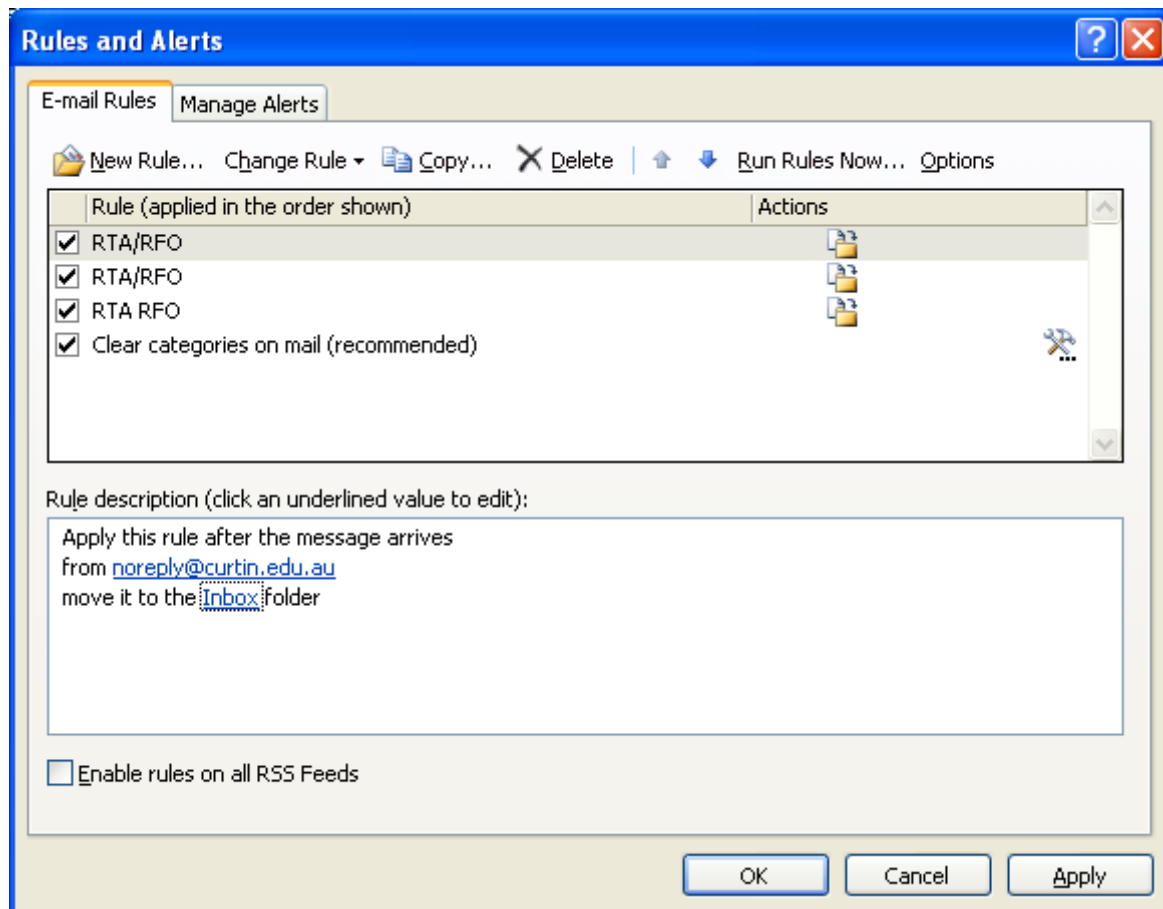 Rules and Alerts
E-mail Rules Manage Alerts
New Rule... Change Rule Copy... Delete Run Rules Now... Options
Rule (applied in the order shown) Actions
RTA/RFO
RTA/RFO
RTA RFO
Clear categories on mail (recommended)
Rule description (click an underlined value to edit):
Apply this rule after the message arrives
from noreply@curtin.edu.au
move it to the Inbox folder
Enable rules on all RSS Feeds
OK Cancel Apply